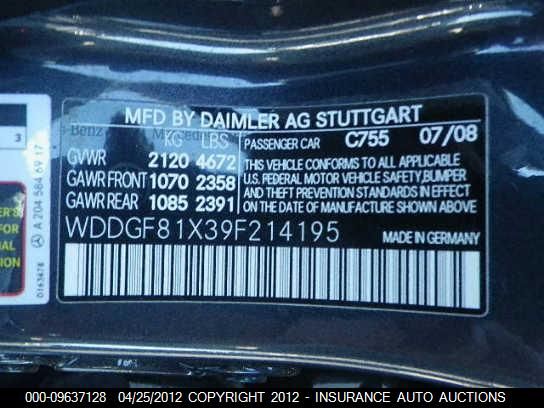 MFD BY DAIMLER AG STUTTGART
KG LBS
PASSENGER CAR C755 07/08
GVWR 2120 4672
GAWR FRONT 1070 2358
GAWR REAR 1085 2391
THIS VEHICLE CONFORMS TO ALL APPLICABLE
U.S. FEDERAL MOTOR VEHICLE SAFETY, BUMPER
AND THEFT PREVENTION STANDARDS IN EFFECT
ON THE DATE OF MANUFACTURE SHOWN ABOVE
WDDGF81X39F214195
3
A 204 584 69 17
0163478
FOR
000-09637128 04/25/2012 COPYRIGHT 2012 - INSURANCE AUTO AUCTIONS